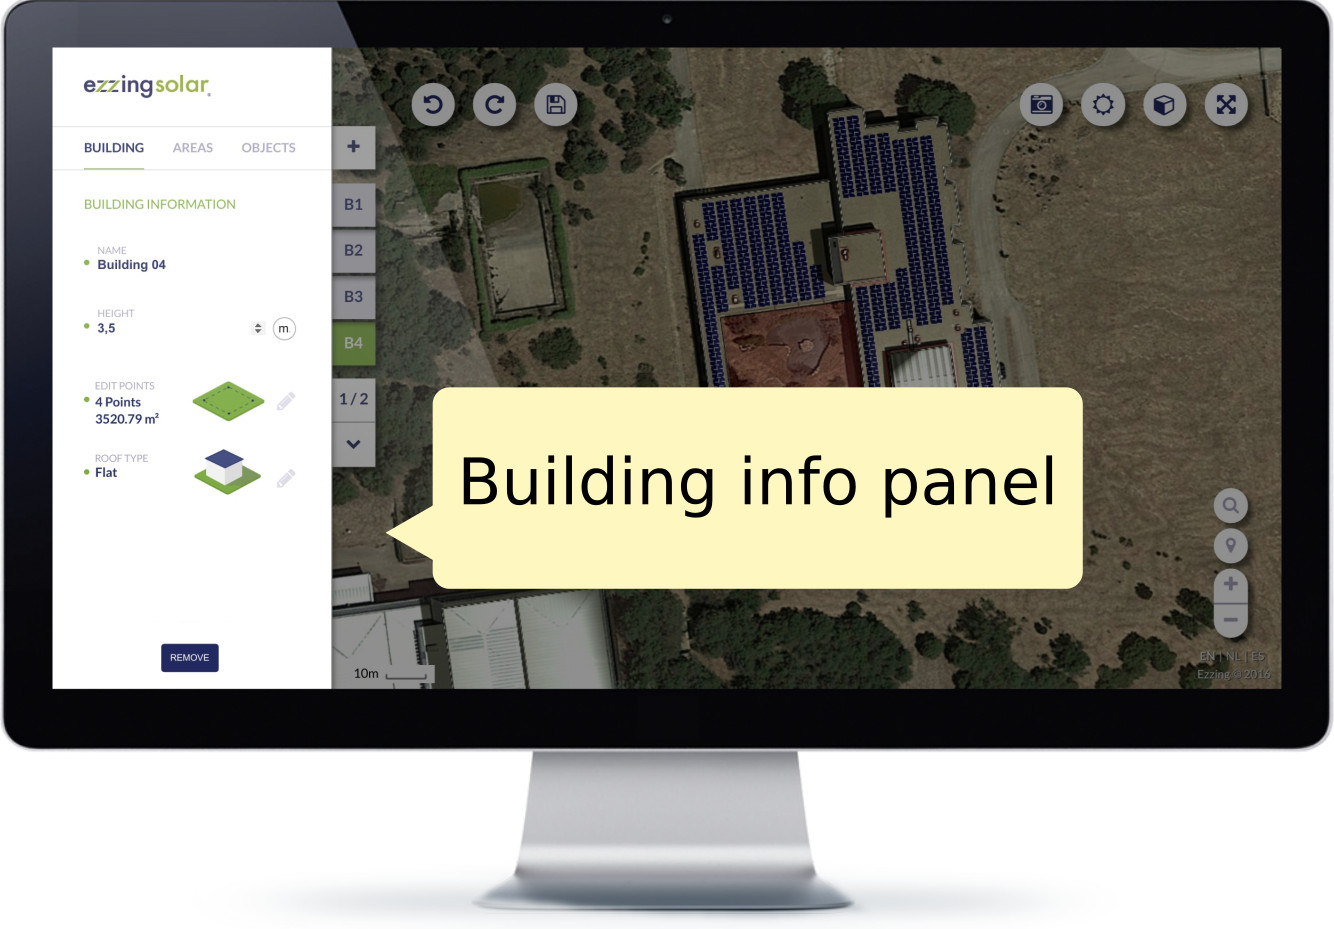 ezzingsolar
BUILDING AREAS OBJECTS
BUILDING INFORMATION
NAME
Building 04
HEIGHT
3,5 m
EDIT POINTS
4 Points
3520.79 m²
ROOF TYPE
Flat
REMOVE
+
B1
B2
B3
B4
1 / 2
Building info panel
10m
+
−
EN | NL | ES
Ezzing © 2016